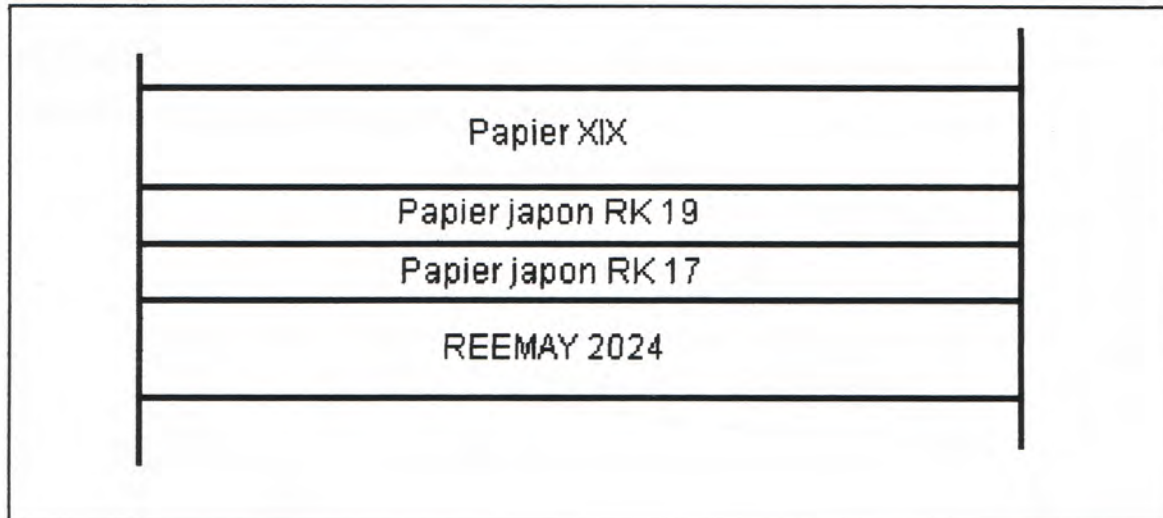 Papier XIX
Papier japon RK 19
Papier japon RK 17
REEMAY 2024